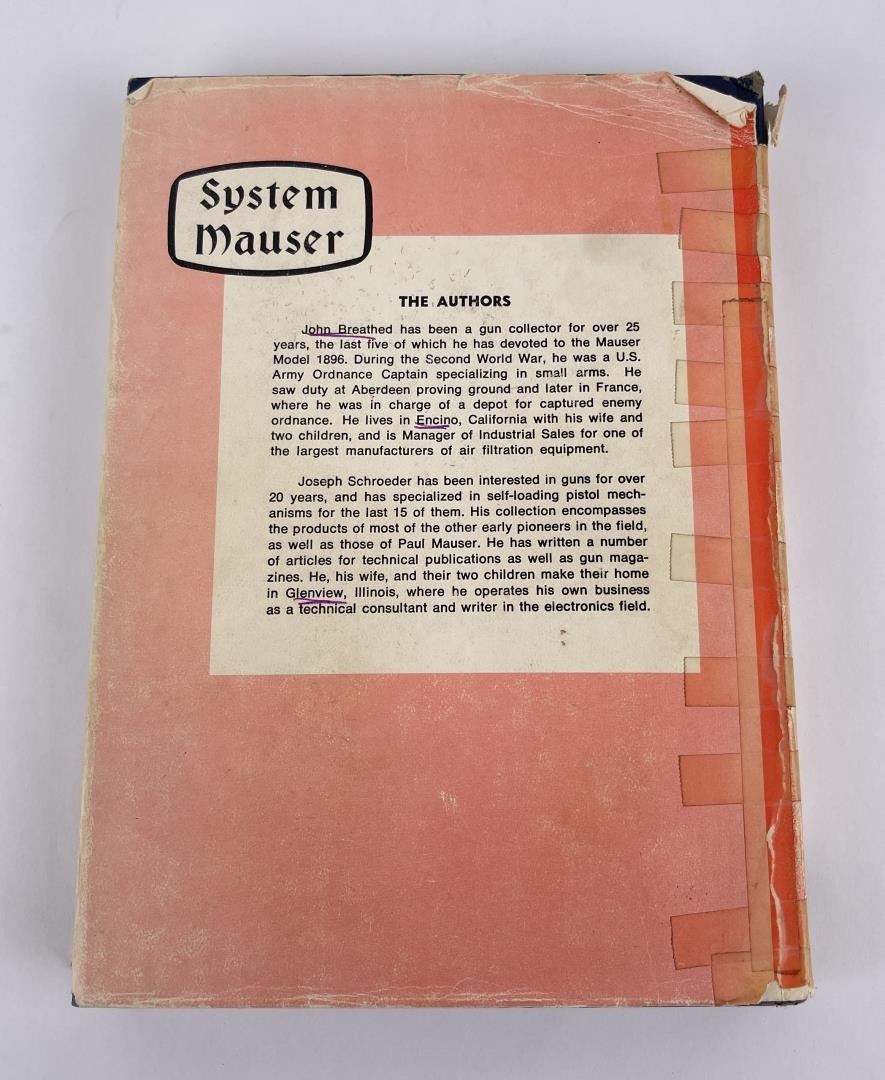 System
Mauser
THE AUTHORS
John Breathed has been a gun collector for over 25
years, the last five of which he has devoted to the Mauser
Model 1896. During the Second World War, he was a U.S.
Army Ordnance Captain specializing in small arms. He
saw duty at Aberdeen proving ground and later in France,
where he was in charge of a depot for captured enemy
ordnance. He lives in Encino, California with his wife and
two children, and is Manager of Industrial Sales for one of
the largest manufacturers of air filtration equipment.
Joseph Schroeder has been interested in guns for over
20 years, and has specialized in self-loading pistol mech-
anisms for the last 15 of them. His collection encompasses
the products of most of the other early pioneers in the field,
as well as those of Paul Mauser. He has written a number
of articles for technical publications as well as gun maga-
zines. He, his wife, and their two children make their home
in Glenview, Illinois, where he operates his own business
as a technical consultant and writer in the electronics field.